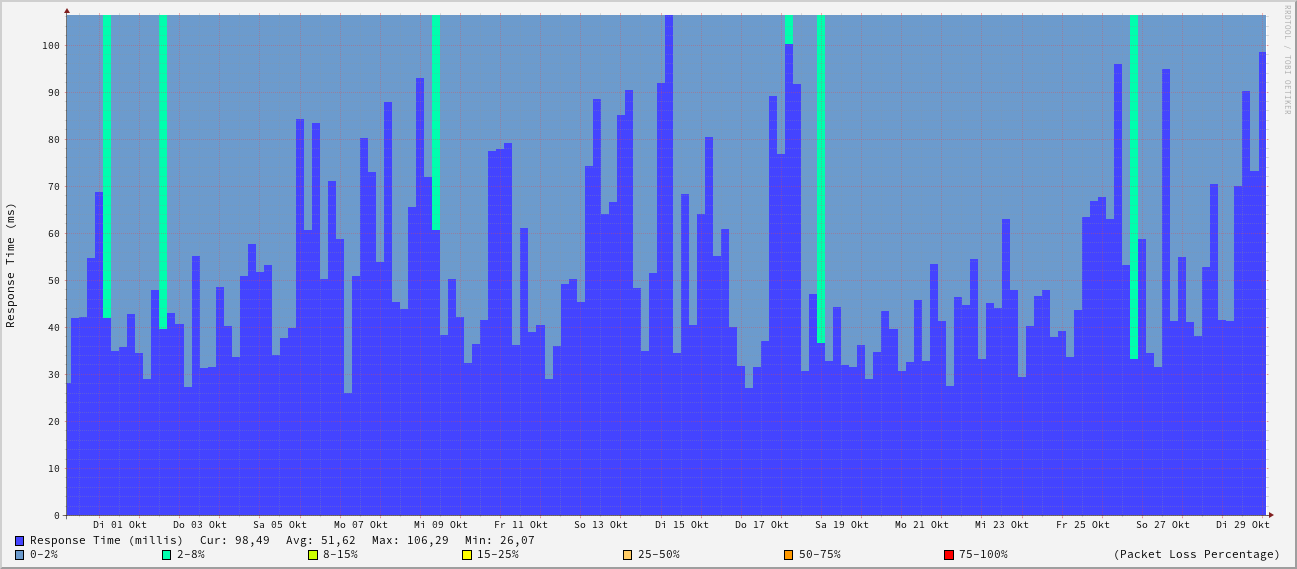 RRDTOOL / TOBI OETIKER
Response Time (ms)
100
90
80
70
60
50
40
30
20
10
0
Di 01 Okt Do 03 Okt Sa 05 Okt Mo 07 Okt Mi 09 Okt Fr 11 Okt So 13 Okt Di 15 Okt Do 17 Okt Sa 19 Okt Mo 21 Okt Mi 23 Okt Fr 25 Okt So 27 Okt Di 29 Okt
Response Time (millis) Cur: 98,49 Avg: 51,62 Max: 106,29 Min: 26,07
0-2% 2-8% 8-15% 15-25% 25-50% 50-75% 75-100% (Packet Loss Percentage)